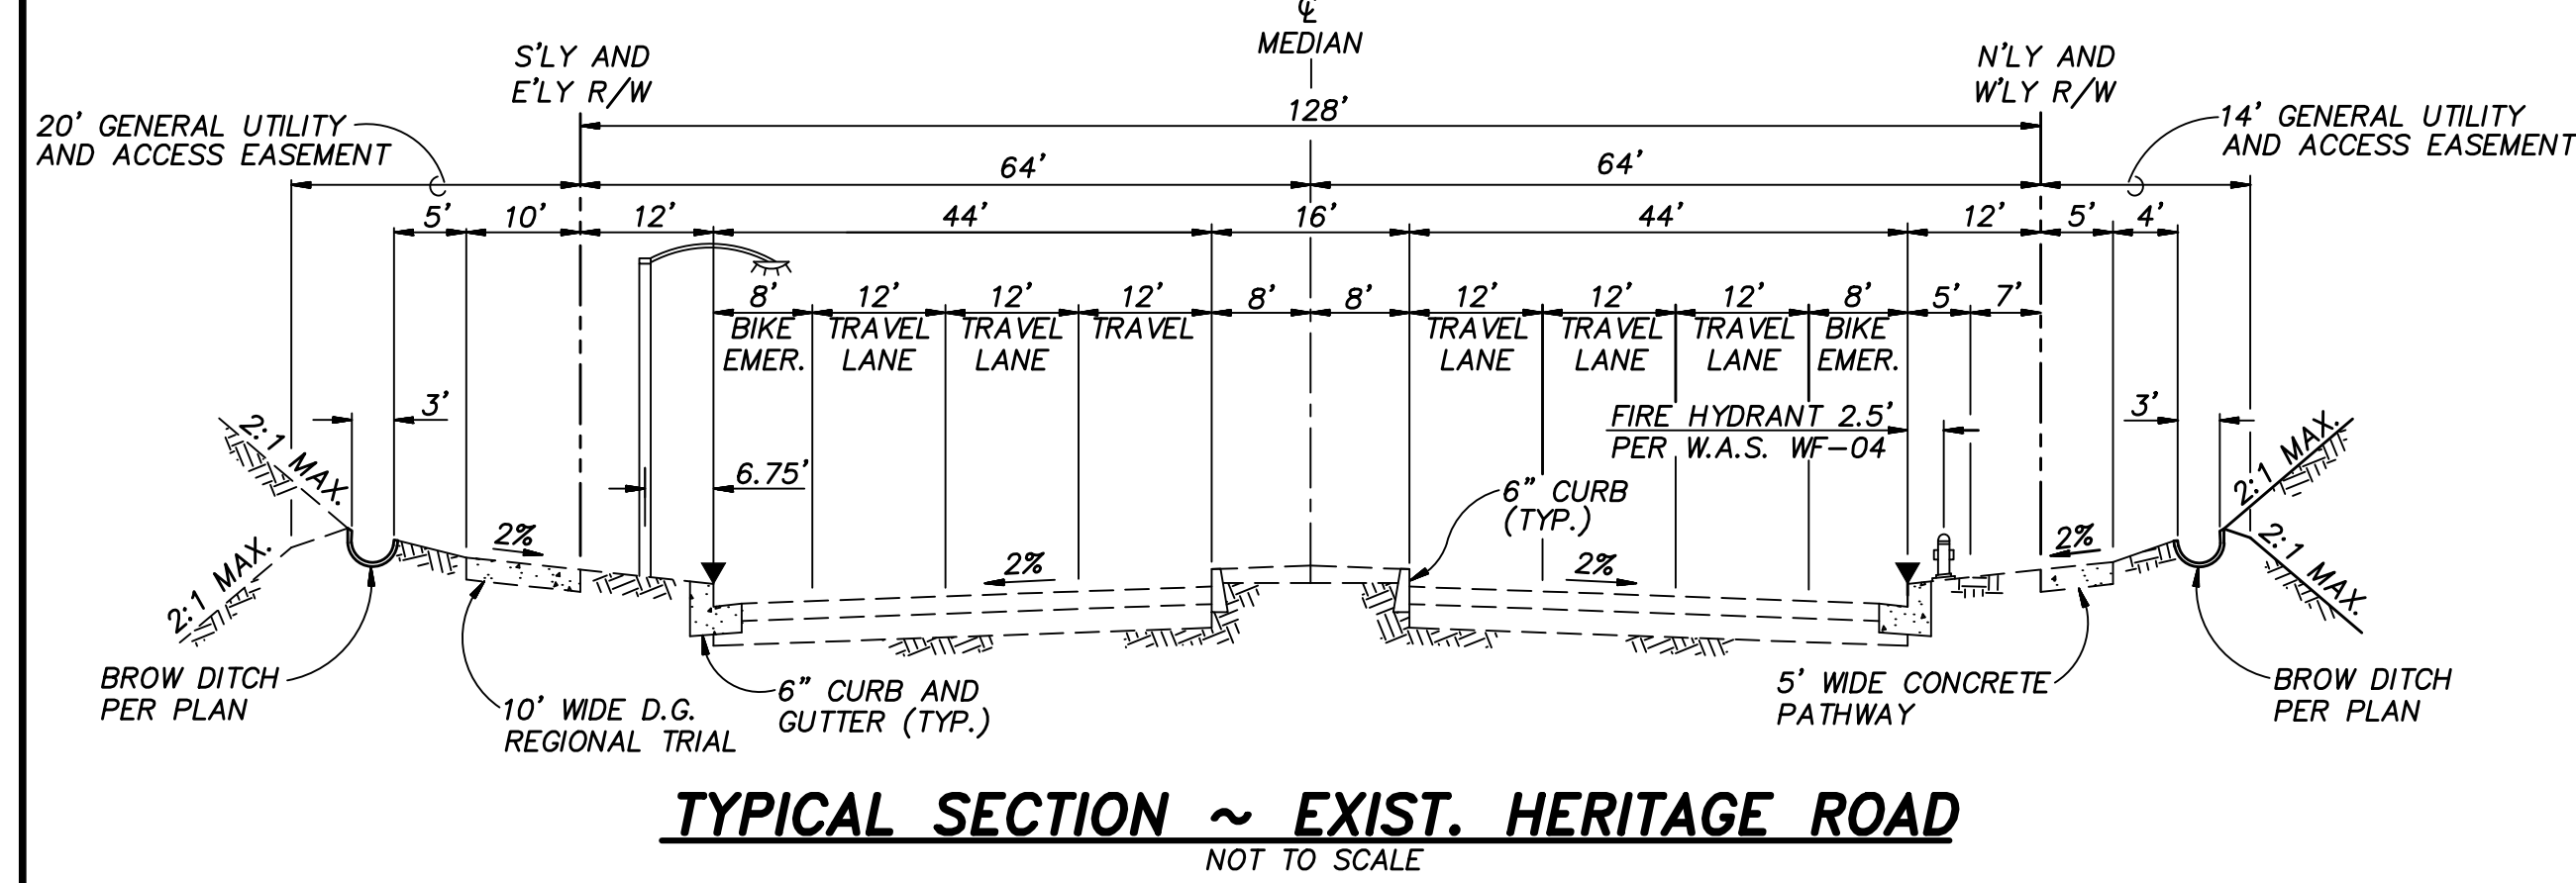 ℄
MEDIAN
S'LY AND
E'LY R/W
N'LY AND
W'LY R/W
128'
20' GENERAL UTILITY
AND ACCESS EASEMENT
14' GENERAL UTILITY
AND ACCESS EASEMENT
64' 64'
5' 10' 12' 44' 16' 44' 12' 5' 4'
8' 12' 12' 12' 8' 8' 12' 12' 12' 8' 5' 7'
BIKE TRAVEL TRAVEL TRAVEL TRAVEL TRAVEL TRAVEL BIKE
EMER. LANE LANE LANE LANE LANE EMER.
3' 3'
FIRE HYDRANT 2.5'
PER W.A.S. WF-04
2:1 MAX. 2:1 MAX.
6.75'
6" CURB
(TYP.)
2% 2% 2% 2%
2:1 MAX. 2:1 MAX.
BROW DITCH
PER PLAN
10' WIDE D.G.
REGIONAL TRIAL
6" CURB AND
GUTTER (TYP.)
5' WIDE CONCRETE
PATHWAY
BROW DITCH
PER PLAN
TYPICAL SECTION ~ EXIST. HERITAGE ROAD
NOT TO SCALE